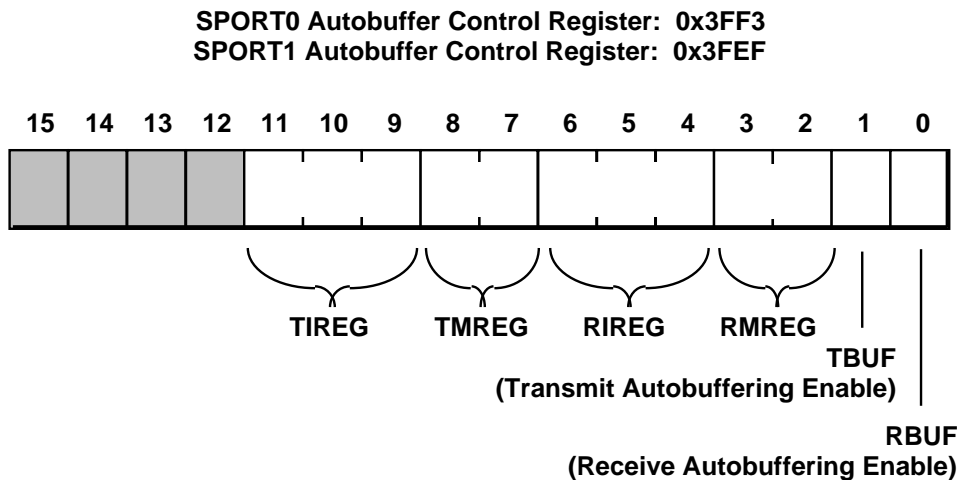 SPORT0 Autobuffer Control Register: 0x3FF3
SPORT1 Autobuffer Control Register: 0x3FEF
15 14 13 12 11 10 9 8 7 6 5 4 3 2 1 0
TIREG TMREG RIREG RMREG
TBUF
(Transmit Autobuffering Enable)
RBUF
(Receive Autobuffering Enable)